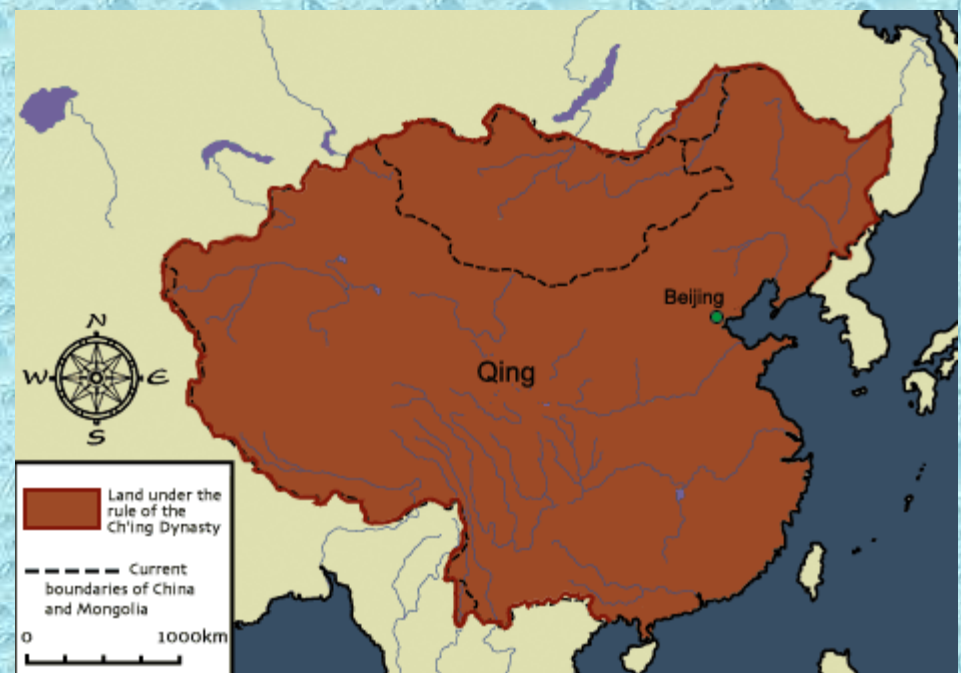 Beijing
Qing
N
W E
S
Land under the
rule of the
Ch'ing Dynasty
Current
boundaries of China
and Mongolia
0 1000km